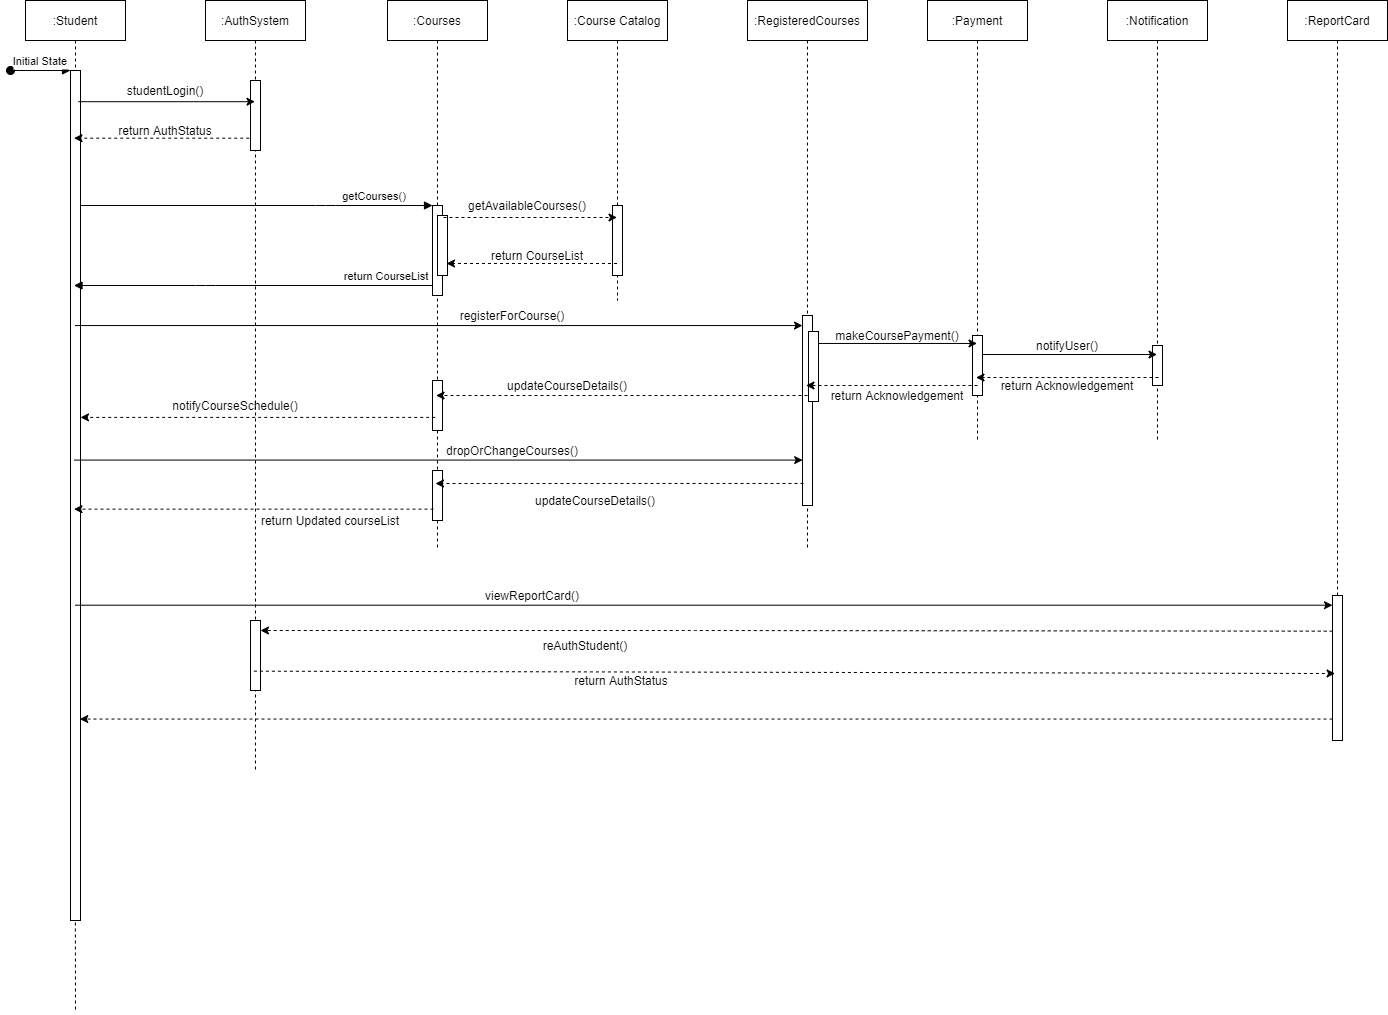 :Student
:AuthSystem
:Courses
:Course Catalog
:RegisteredCourses
:Payment
:Notification
:ReportCard
Initial State
studentLogin()
return AuthStatus
getCourses()
getAvailableCourses()
return CourseList
return CourseList
registerForCourse()
makeCoursePayment()
notifyUser()
updateCourseDetails()
return Acknowledgement
return Acknowledgement
notifyCourseSchedule()
dropOrChangeCourses()
updateCourseDetails()
return Updated courseList
viewReportCard()
reAuthStudent()
return AuthStatus